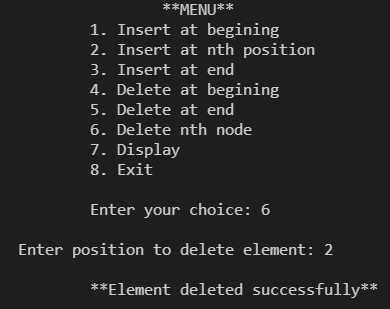 **MENU**
1. Insert at begining
2. Insert at nth position
3. Insert at end
4. Delete at begining
5. Delete at end
6. Delete nth node
7. Display
8. Exit
Enter your choice: 6
Enter position to delete element: 2
**Element deleted successfully**